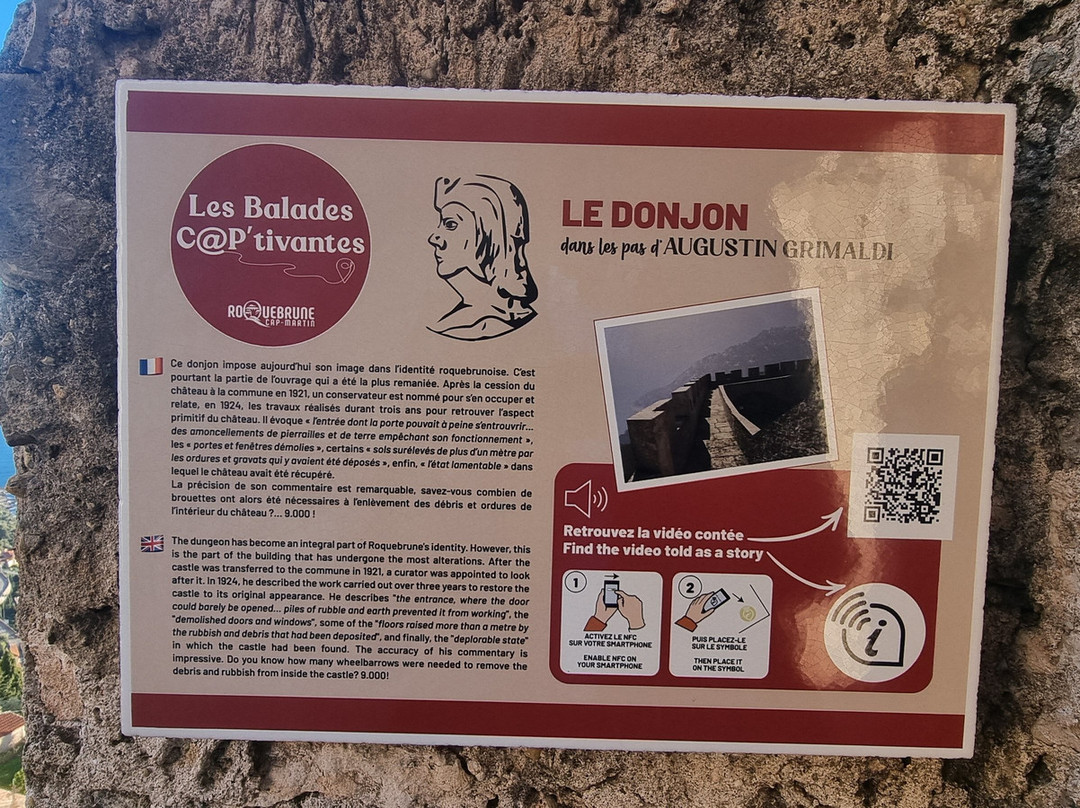 Les Balades
C@P'tivantes
ROQUEBRUNE
CAP-MARTIN
LE DONJON
dans les pas d'AUGUSTIN GRIMALDI
Ce donjon impose aujourd'hui son image dans l'identité roquebrunoise. C'est
pourtant la partie de l'ouvrage qui a été la plus remaniée. Après la cession du
château à la commune en 1921, un conservateur est nommé pour s'en occuper et
relate, en 1924, les travaux réalisés durant trois ans pour retrouver l'aspect
primitif du château. Il évoque « l'entrée dont la porte pouvait à peine s'entrouvrir...
des amoncellements de pierrailles et de terre empêchant son fonctionnement »,
les « portes et fenêtres démolies », certains « sols surélevés de plus d'un mètre par
les ordures et gravats qui y avaient été déposés », enfin, « l'état lamentable » dans
lequel le château avait été récupéré.
La précision de son commentaire est remarquable, savez-vous combien de
brouettes ont alors été nécessaires à l'enlèvement des débris et ordures de
l'intérieur du château ?... 9.000 !
The dungeon has become an integral part of Roquebrune's identity. However, this
is the part of the building that has undergone the most alterations. After the
castle was transferred to the commune in 1921, a curator was appointed to look
after it. In 1924, he described the work carried out over three years to restore the
castle to its original appearance. He describes "the entrance, where the door
could barely be opened... piles of rubble and earth prevented it from working", the
"demolished doors and windows", some of the "floors raised more than a metre by
the rubbish and debris that had been deposited", and finally, the "deplorable state"
in which the castle had been found. The accuracy of his commentary is
impressive. Do you know how many wheelbarrows were needed to remove the
debris and rubbish from inside the castle? 9.000!
Retrouvez la vidéo contée
Find the video told as a story
1
ACTIVEZ LE NFC
SUR VOTRE SMARTPHONE
ENABLE NFC ON
YOUR SMARTPHONE
2
PUIS PLACEZ-LE
SUR LE SYMBOLE
THEN PLACE IT
ON THE SYMBOL
i